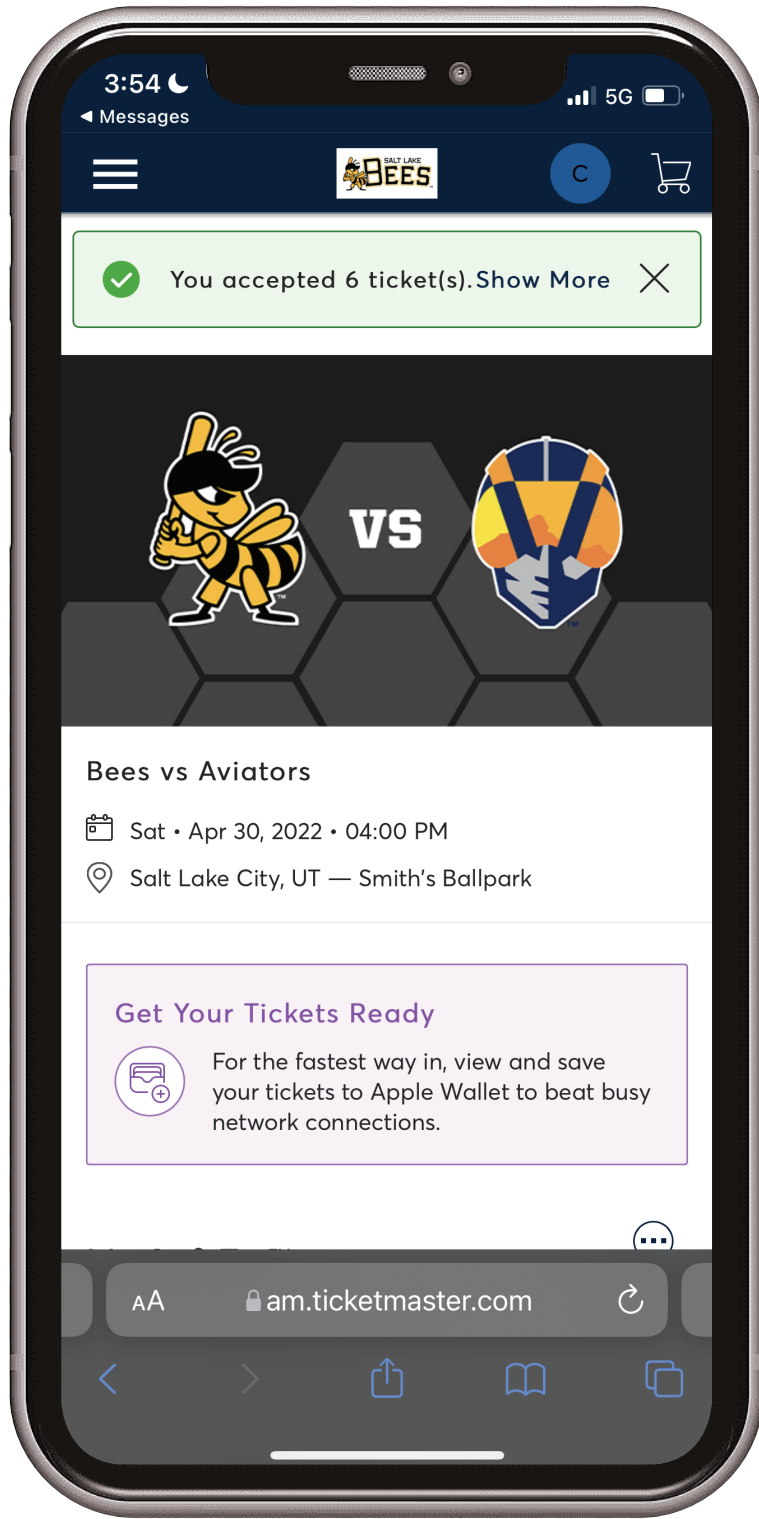 3:54
5G
◀ Messages
SALT LAKE
BEES
C
You accepted 6 ticket(s). Show More
VS
TM
TM
Bees vs Aviators
Sat • Apr 30, 2022 • 04:00 PM
Salt Lake City, UT — Smith's Ballpark
Get Your Tickets Ready
For the fastest way in, view and save
your tickets to Apple Wallet to beat busy
network connections.
AA
am.ticketmaster.com